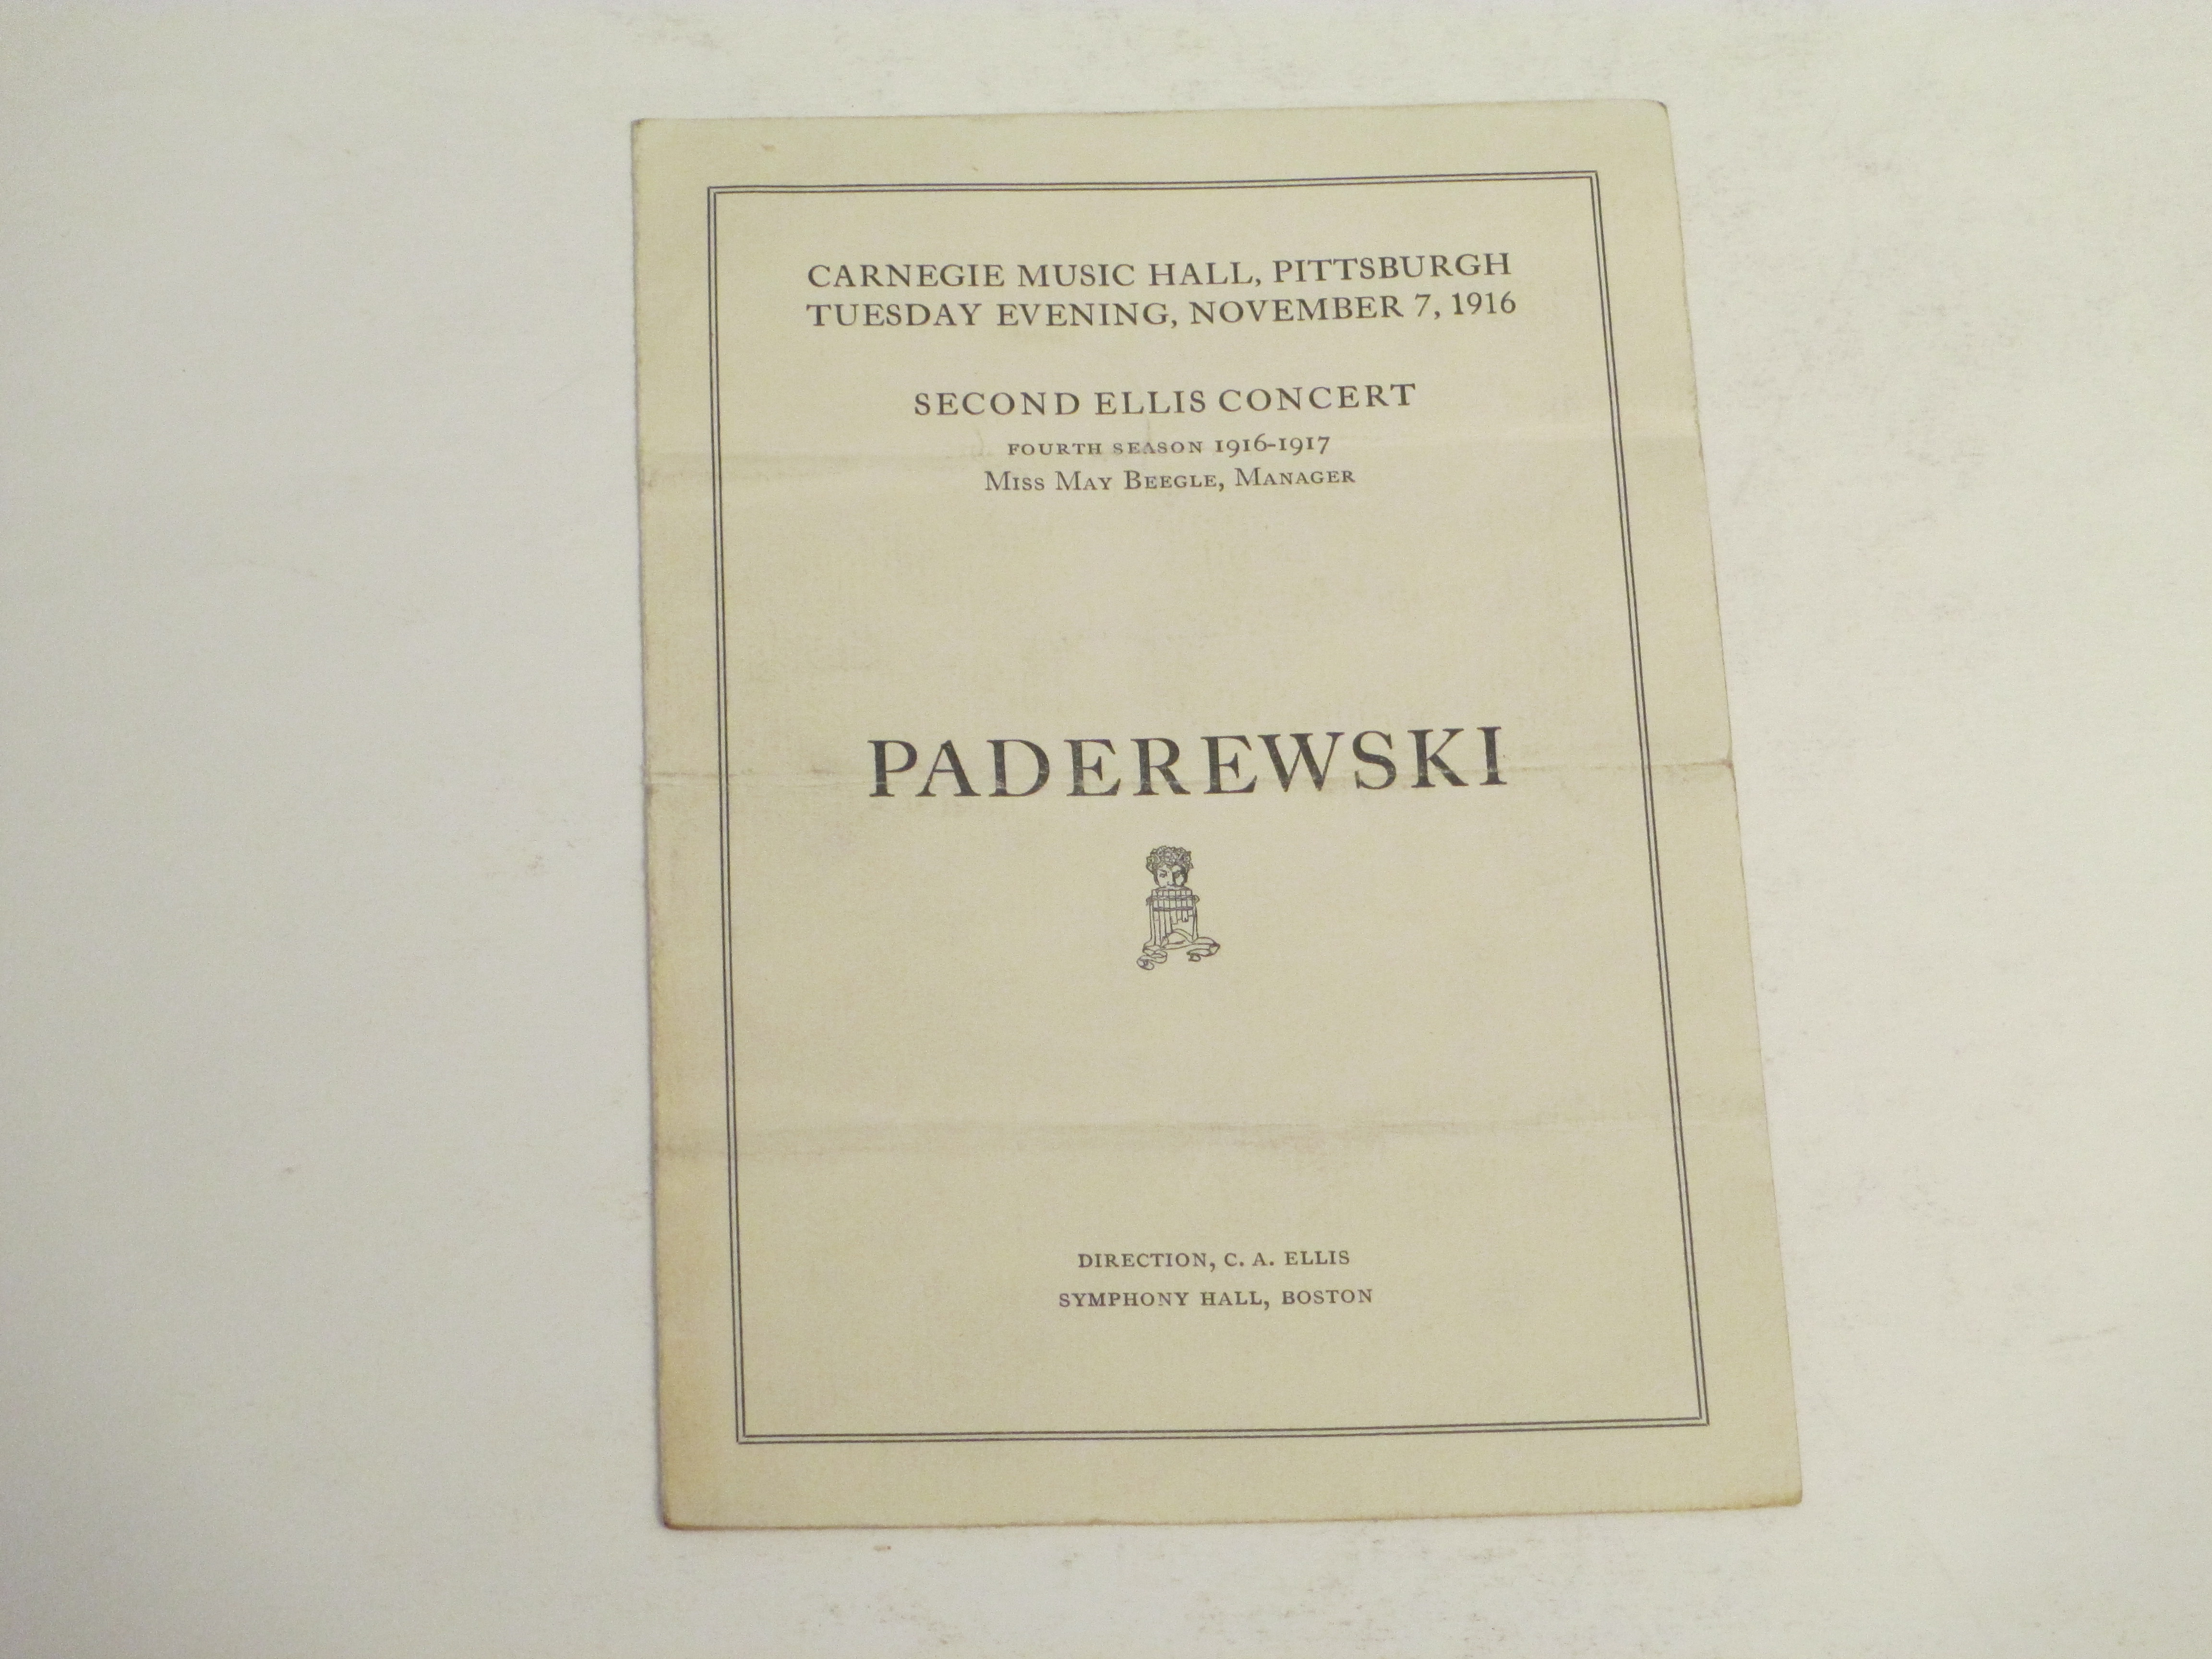 CARNEGIE MUSIC HALL, PITTSBURGH
TUESDAY EVENING, NOVEMBER 7, 1916
SECOND ELLIS CONCERT
FOURTH SEASON 1916-1917
MISS MAY BEEGLE, MANAGER
PADEREWSKI
DIRECTION, C. A. ELLIS
SYMPHONY HALL, BOSTON